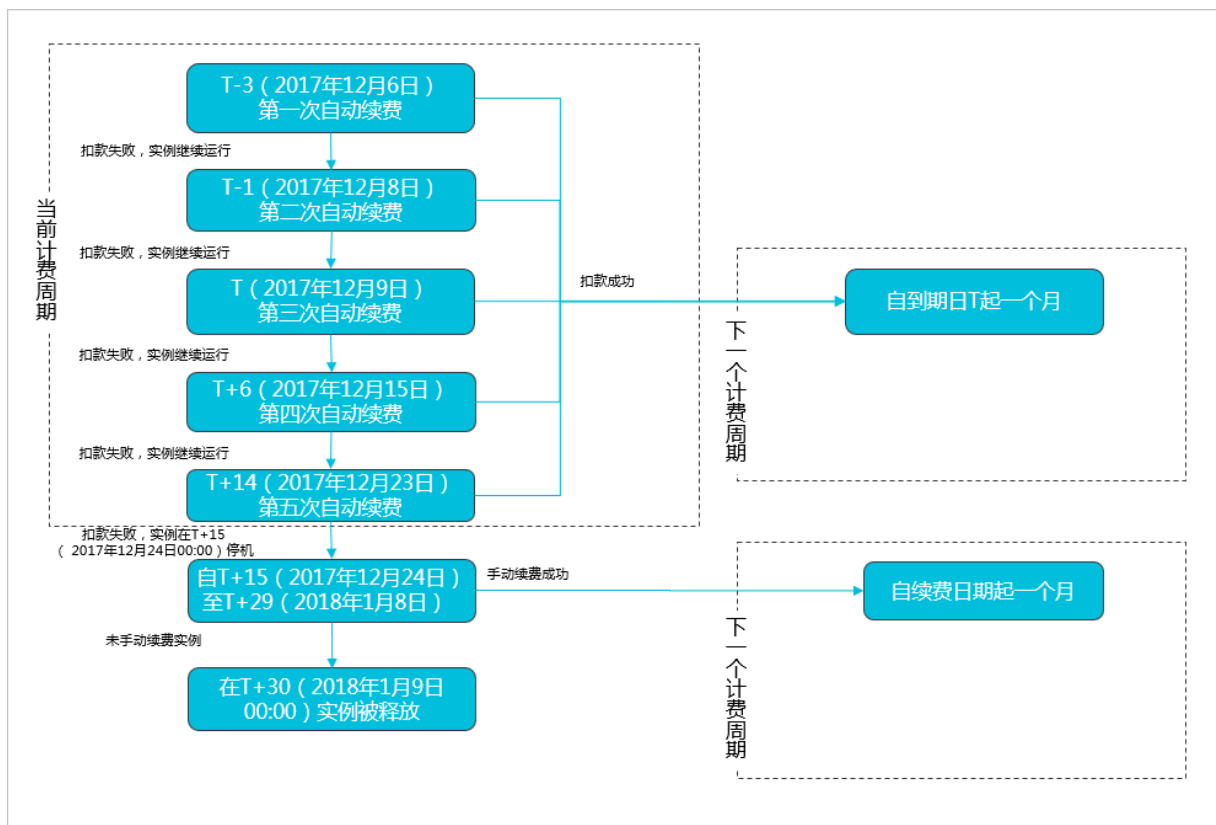 T-3（2017年12月6日）
第一次自动续费
扣款失败，实例继续运行
T-1（2017年12月8日）
第二次自动续费
扣款失败，实例继续运行
T（2017年12月9日）
第三次自动续费
扣款失败，实例继续运行
T+6（2017年12月15日）
第四次自动续费
扣款失败，实例继续运行
T+14（2017年12月23日）
第五次自动续费
当前计费周期
扣款成功
自到期日T起一个月
下一个计费周期
扣款失败，实例在T+15
（ 2017年12月24日00:00）停机
自T+15（2017年12月24日）
至T+29（2018年1月8日）
手动续费成功
自续费日期起一个月
下一个计费周期
未手动续费实例
在T+30（2018年1月9日
00:00）实例被释放